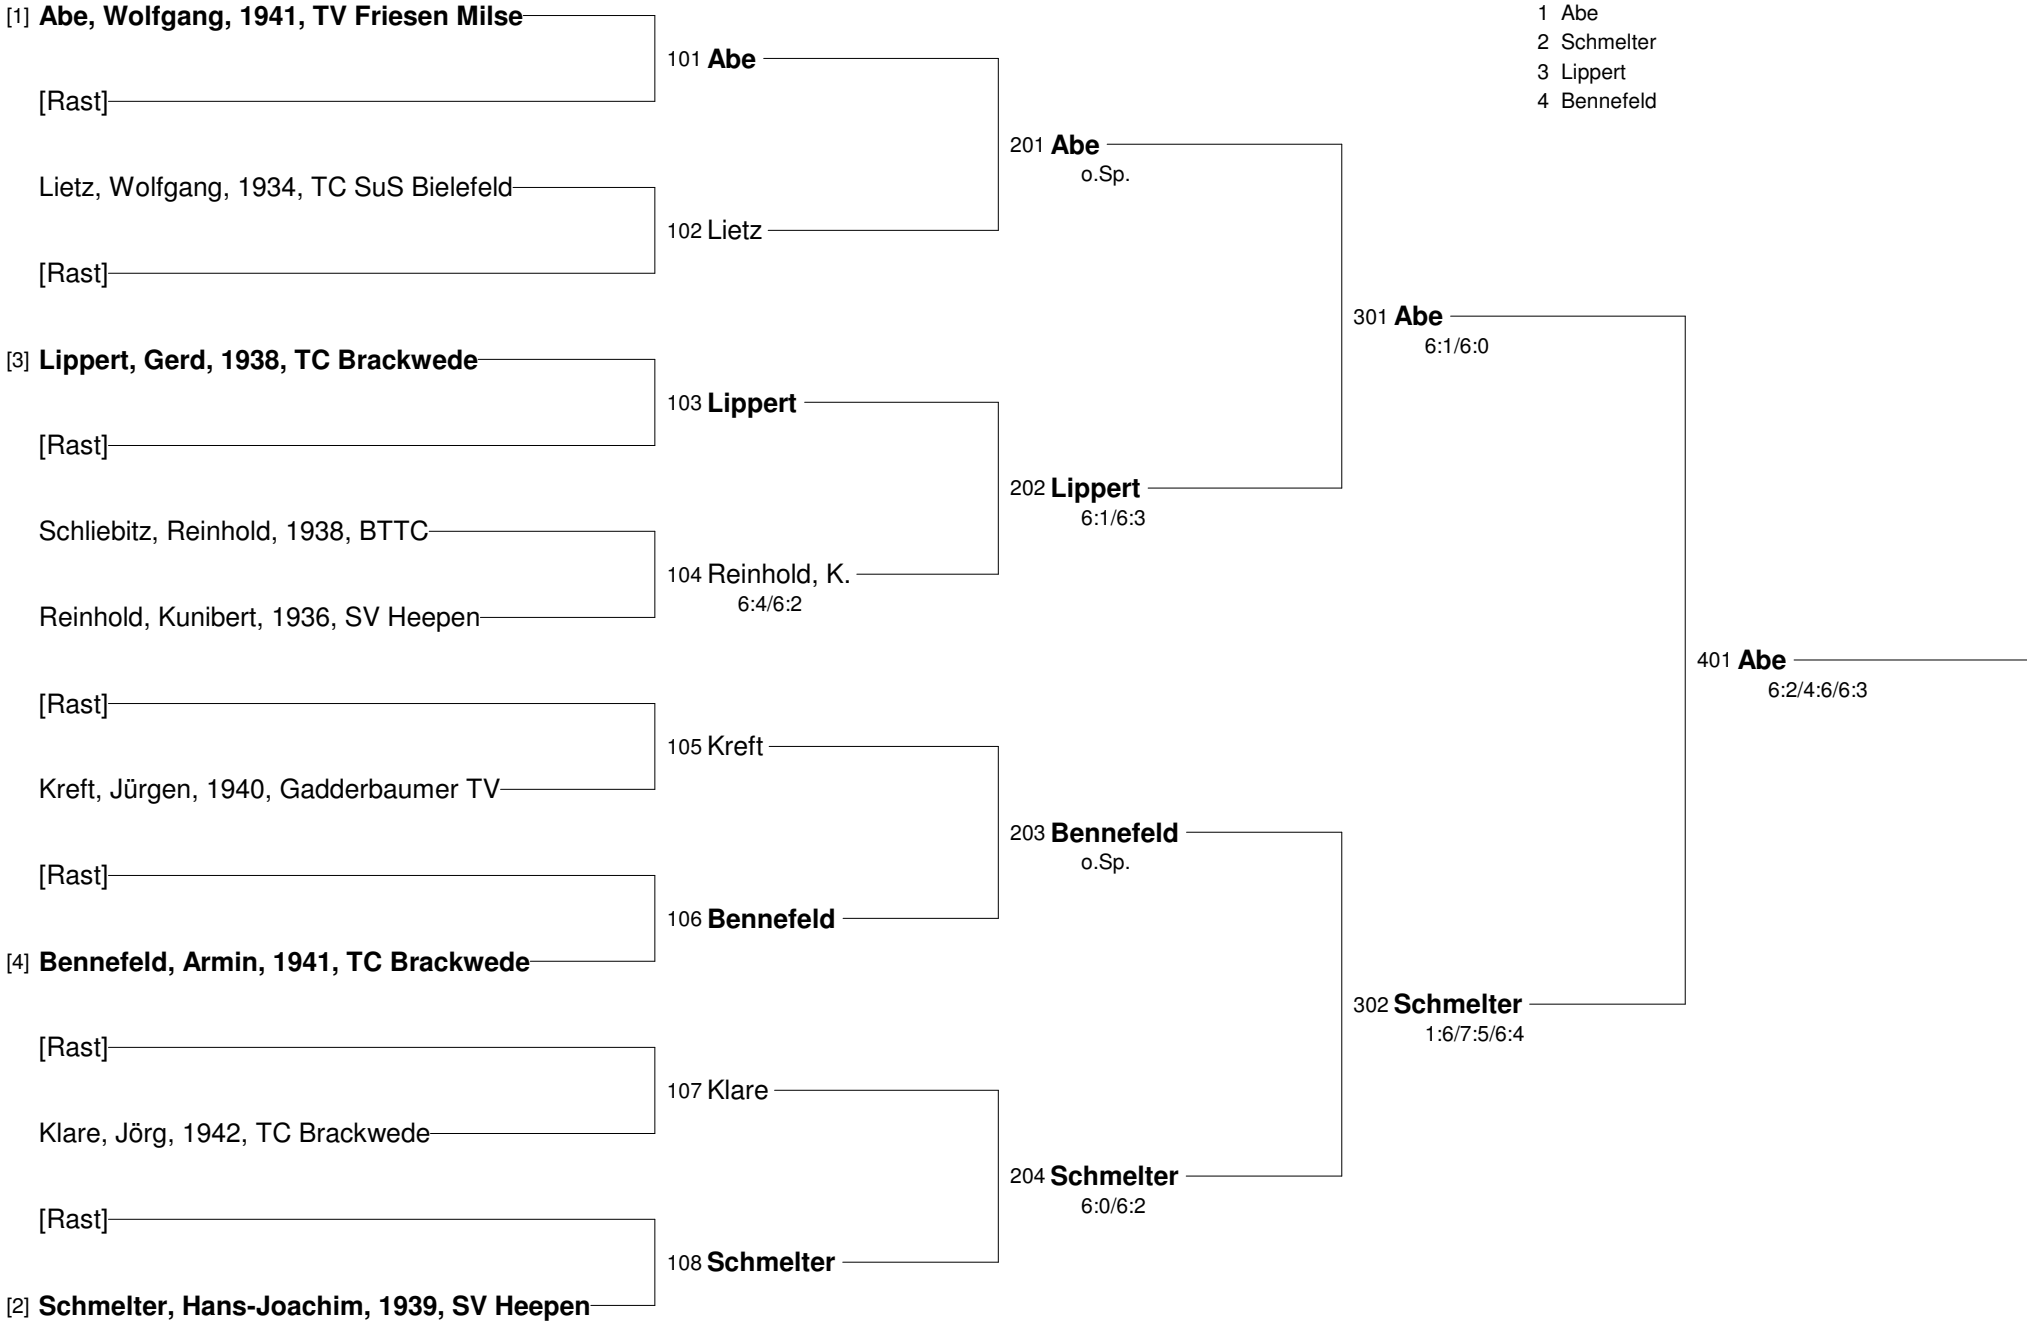 [1] Abe, Wolfgang, 1941, TV Friesen Milse
[Rast]
Lietz, Wolfgang, 1934, TC SuS Bielefeld
[Rast]
[3] Lippert, Gerd, 1938, TC Brackwede
[Rast]
Schliebitz, Reinhold, 1938, BTTC
Reinhold, Kunibert, 1936, SV Heepen
[Rast]
Kreft, Jürgen, 1940, Gadderbaumer TV
[Rast]
[4] Bennefeld, Armin, 1941, TC Brackwede
[Rast]
Klare, Jörg, 1942, TC Brackwede
[Rast]
[2] Schmelter, Hans-Joachim, 1939, SV Heepen
101 Abe
102 Lietz
103 Lippert
104 Reinhold, K.
6:4/6:2
105 Kreft
106 Bennefeld
107 Klare
108 Schmelter
201 Abe
o.Sp.
202 Lippert
6:1/6:3
203 Bennefeld
o.Sp.
204 Schmelter
6:0/6:2
301 Abe
6:1/6:0
302 Schmelter
1:6/7:5/6:4
401 Abe
6:2/4:6/6:3
1 Abe
2 Schmelter
3 Lippert
4 Bennefeld